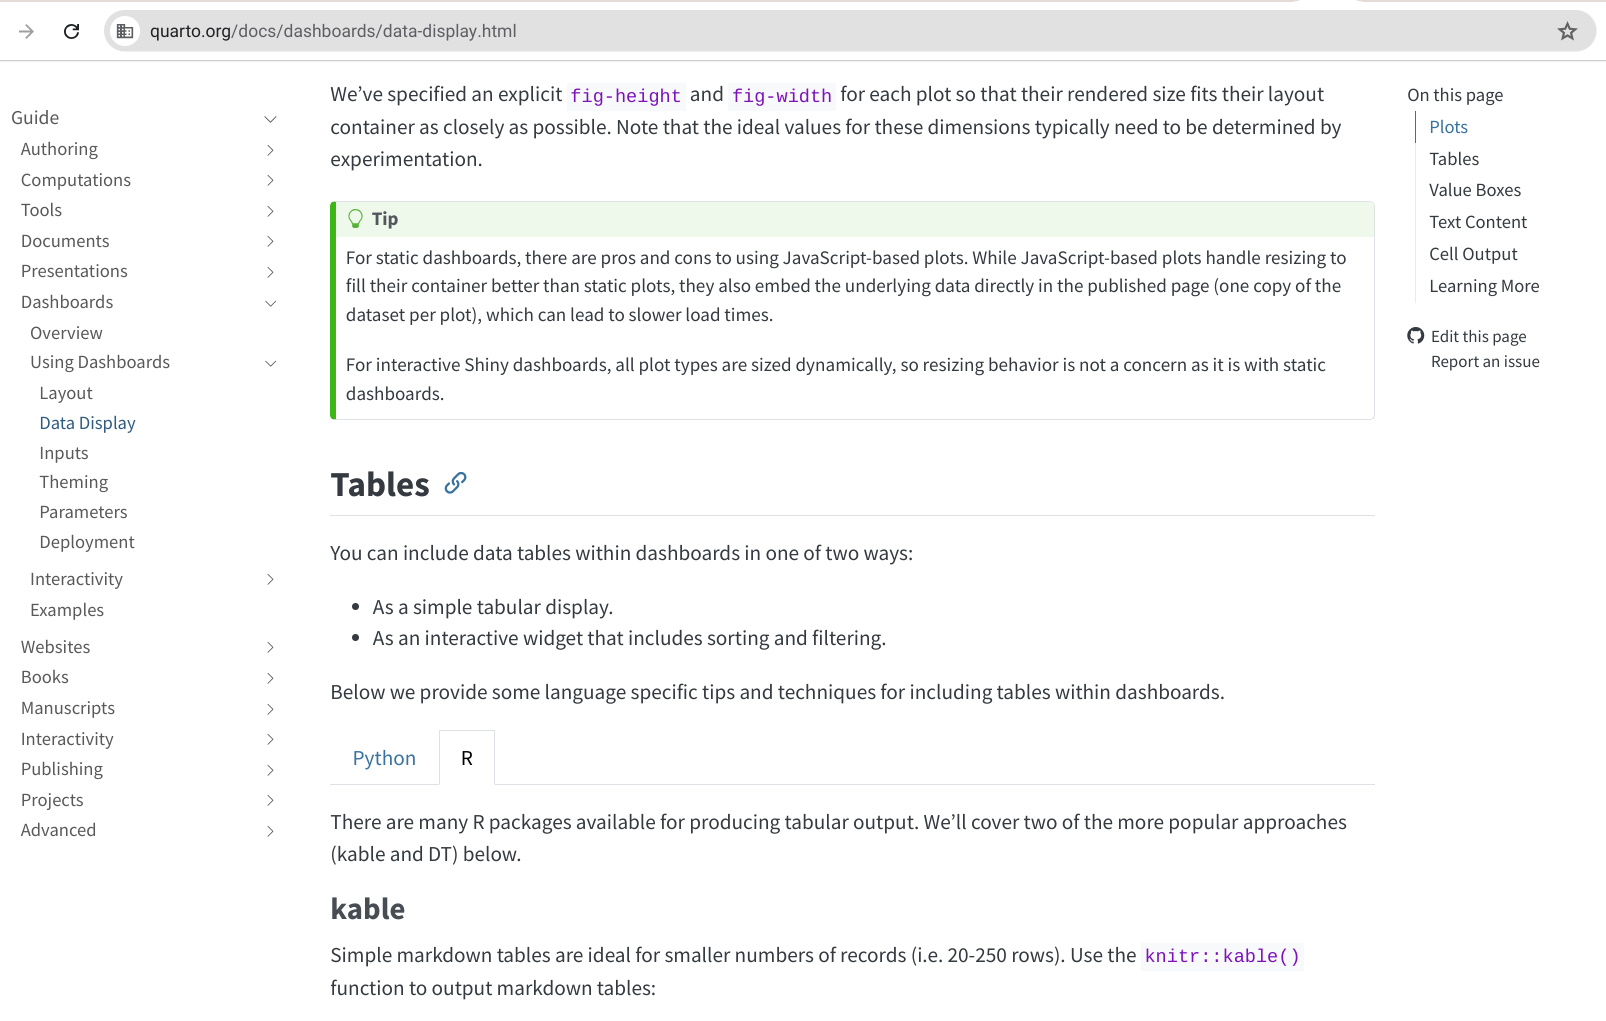 quarto.org/docs/dashboards/data-display.html
Guide
Authoring
Computations
Tools
Documents
Presentations
Dashboards
Overview
Using Dashboards
Layout
Data Display
Inputs
Theming
Parameters
Deployment
Interactivity
Examples
Websites
Books
Manuscripts
Interactivity
Publishing
Projects
Advanced
We’ve specified an explicit fig-height and fig-width for each plot so that their rendered size fits their layout
container as closely as possible. Note that the ideal values for these dimensions typically need to be determined by
experimentation.
Tip
For static dashboards, there are pros and cons to using JavaScript-based plots. While JavaScript-based plots handle resizing to
fill their container better than static plots, they also embed the underlying data directly in the published page (one copy of the
dataset per plot), which can lead to slower load times.
For interactive Shiny dashboards, all plot types are sized dynamically, so resizing behavior is not a concern as it is with static
dashboards.
Tables
You can include data tables within dashboards in one of two ways:
• As a simple tabular display.
• As an interactive widget that includes sorting and filtering.
Below we provide some language specific tips and techniques for including tables within dashboards.
Python R
There are many R packages available for producing tabular output. We’ll cover two of the more popular approaches
(kable and DT) below.
kable
Simple markdown tables are ideal for smaller numbers of records (i.e. 20-250 rows). Use the knitr::kable()
function to output markdown tables:
On this page
Plots
Tables
Value Boxes
Text Content
Cell Output
Learning More
Edit this page
Report an issue